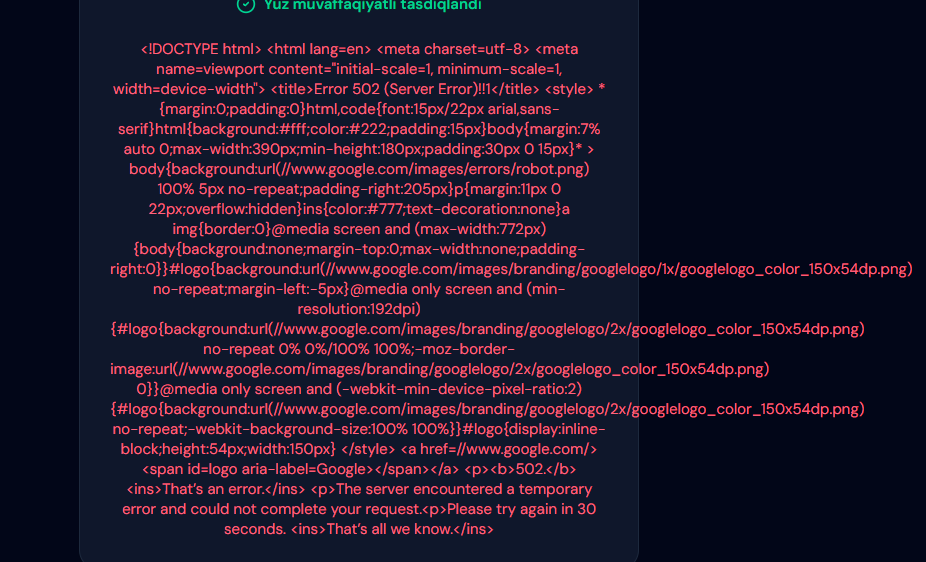 Yuz muvaffaqiyatli tasdiqlandi
<!DOCTYPE html> <html lang=en> <meta charset=utf-8> <meta
name=viewport content="initial-scale=1, minimum-scale=1,
width=device-width"> <title>Error 502 (Server Error)!!1</title> <style> *
{margin:0;padding:0}html,code{font:15px/22px arial,sans-
serif}html{background:#fff;color:#222;padding:15px}body{margin:7%
auto 0;max-width:390px;min-height:180px;padding:30px 0 15px}* >
body{background:url(//www.google.com/images/errors/robot.png)
100% 5px no-repeat;padding-right:205px}p{margin:11px 0
22px;overflow:hidden}ins{color:#777;text-decoration:none}a
img{border:0}@media screen and (max-width:772px)
{body{background:none;margin-top:0;max-width:none;padding-
right:0}}#logo{background:url(//www.google.com/images/branding/googlelogo/1x/googlelogo_color_150x54dp.png)
no-repeat;margin-left:-5px}@media only screen and (min-
resolution:192dpi)
{#logo{background:url(//www.google.com/images/branding/googlelogo/2x/googlelogo_color_150x54dp.png)
no-repeat 0% 0%/100% 100%;-moz-border-
image:url(//www.google.com/images/branding/googlelogo/2x/googlelogo_color_150x54dp.png)
0}}@media only screen and (-webkit-min-device-pixel-ratio:2)
{#logo{background:url(//www.google.com/images/branding/googlelogo/2x/googlelogo_color_150x54dp.png)
no-repeat;-webkit-background-size:100% 100%}}#logo{display:inline-
block;height:54px;width:150px} </style> <a href=//www.google.com/>
<span id=logo aria-label=Google></span></a> <p><b>502.</b>
<ins>That's an error.</ins> <p>The server encountered a temporary
error and could not complete your request.<p>Please try again in 30
seconds. <ins>That's all we know.</ins>